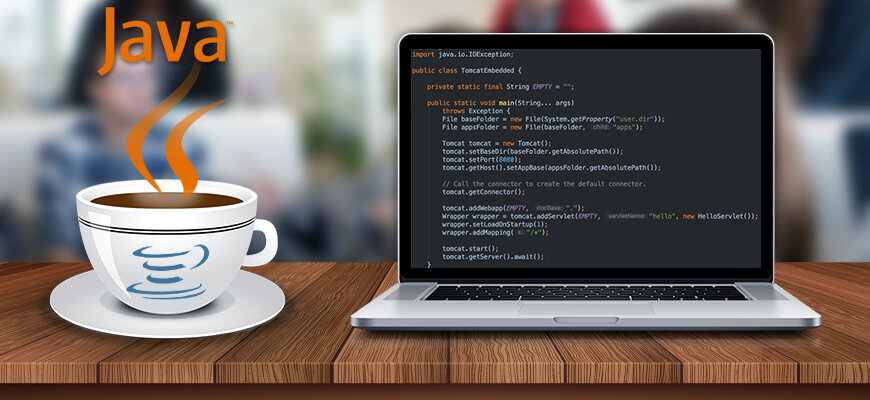 Java™
import java.io.IOException;
public class TomcatEmbedded {
private static final String EMPTY = "";
public static void main(String... args)
throws Exception {
File baseFolder = new File(System.getProperty("user.dir"));
File appsFolder = new File(baseFolder, child: "apps");
Tomcat tomcat = new Tomcat();
tomcat.setBaseDir(baseFolder.getAbsolutePath());
tomcat.setPort(8080);
tomcat.getHost().setAppBase(appsFolder.getAbsolutePath());
// Call the connector to create the default connector.
tomcat.getConnector();
tomcat.addWebapp(EMPTY, docBase: ".");
Wrapper wrapper = tomcat.addServlet(EMPTY, servletName: "hello", new HelloServlet());
wrapper.setLoadOnStartup(1);
wrapper.addMapping( s: "/*");
tomcat.start();
tomcat.getServer().await();
}